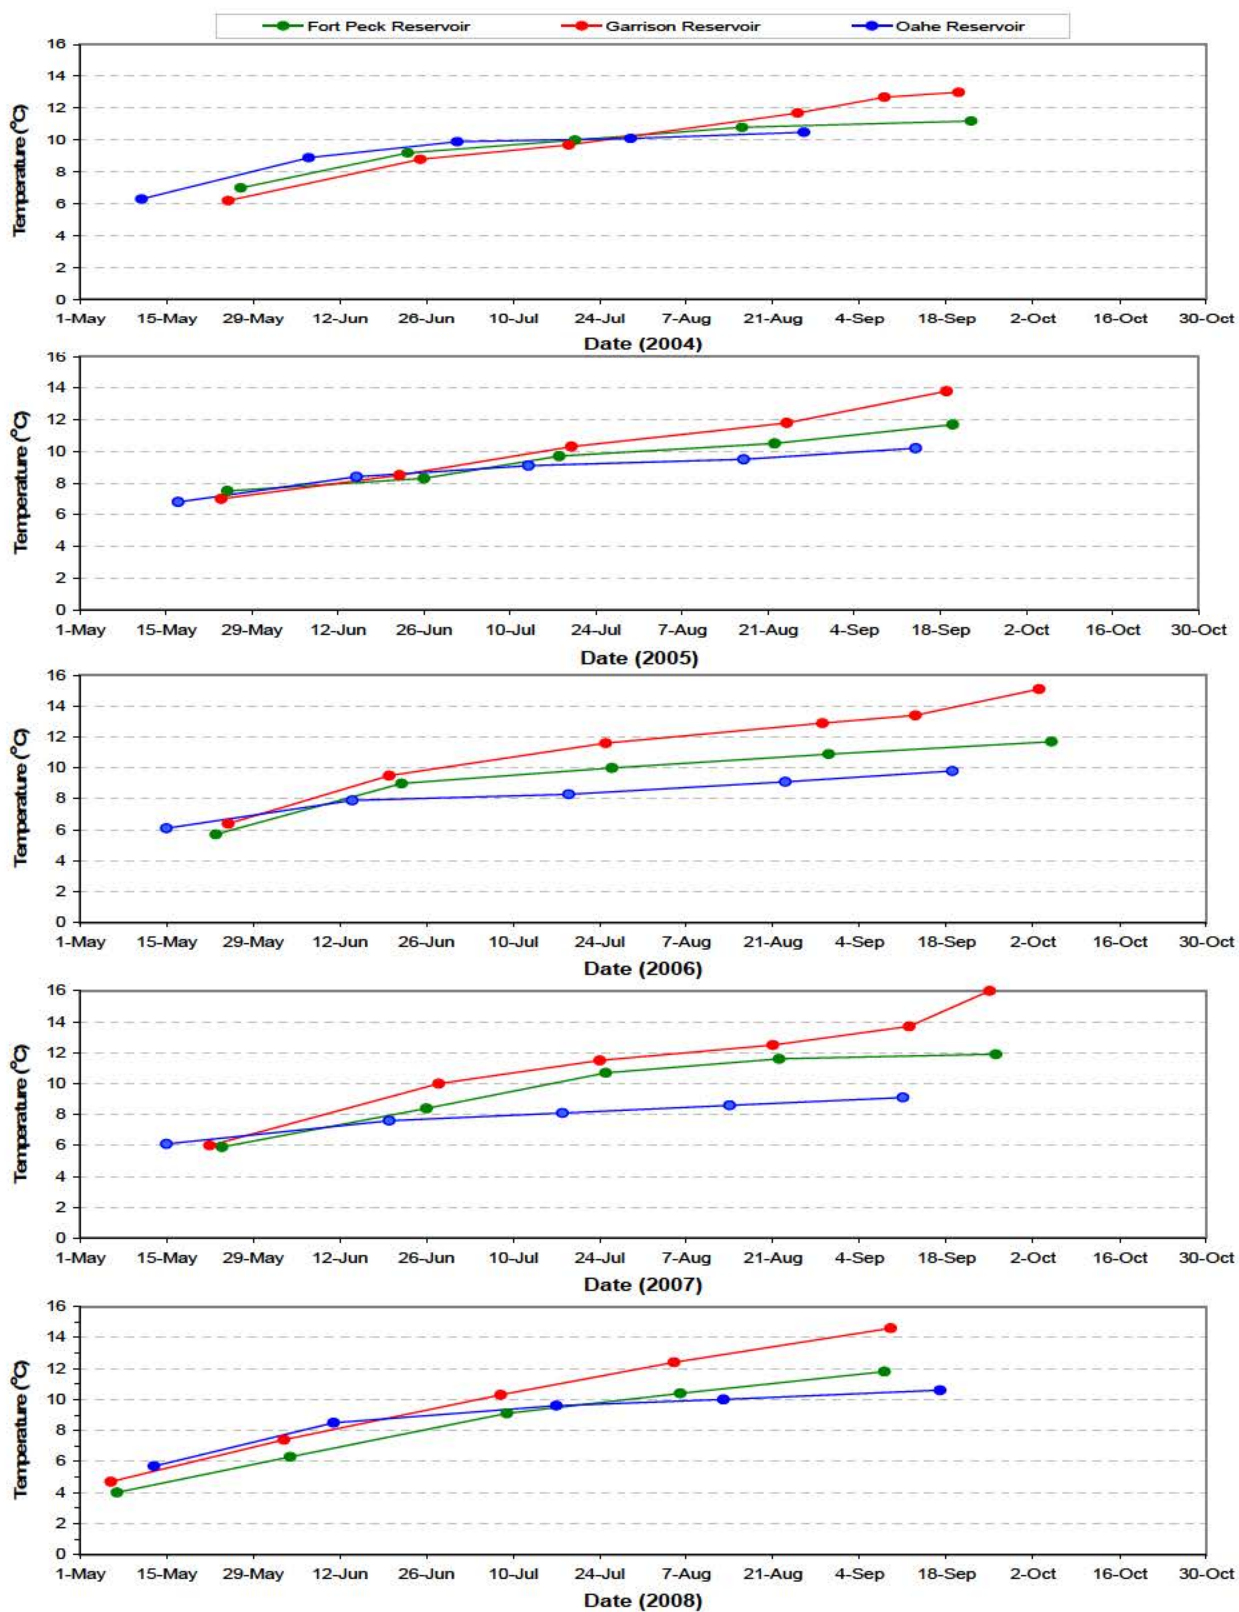 Fort Peck Reservoir Garrison Reservoir Oahe Reservoir
16
14
12
10
8
6
4
2
0
Temperature (°C)
1-May 15-May 29-May 12-Jun 26-Jun 10-Jul 24-Jul 7-Aug 21-Aug 4-Sep 18-Sep 2-Oct 16-Oct 30-Oct
Date (2004)
16
14
12
10
8
6
4
2
0
Temperature (°C)
1-May 15-May 29-May 12-Jun 26-Jun 10-Jul 24-Jul 7-Aug 21-Aug 4-Sep 18-Sep 2-Oct 16-Oct 30-Oct
Date (2005)
16
14
12
10
8
6
4
2
0
Temperature (°C)
1-May 15-May 29-May 12-Jun 26-Jun 10-Jul 24-Jul 7-Aug 21-Aug 4-Sep 18-Sep 2-Oct 16-Oct 30-Oct
Date (2006)
16
14
12
10
8
6
4
2
0
Temperature (°C)
1-May 15-May 29-May 12-Jun 26-Jun 10-Jul 24-Jul 7-Aug 21-Aug 4-Sep 18-Sep 2-Oct 16-Oct 30-Oct
Date (2007)
16
14
12
10
8
6
4
2
0
Temperature (°C)
1-May 15-May 29-May 12-Jun 26-Jun 10-Jul 24-Jul 7-Aug 21-Aug 4-Sep 18-Sep 2-Oct 16-Oct 30-Oct
Date (2008)